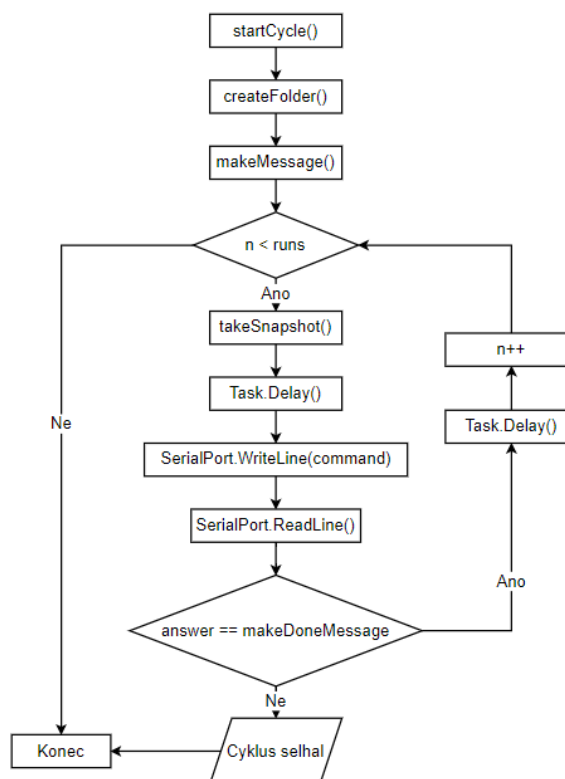 startCycle()
createFolder()
makeMessage()
n < runs
Ano
takeSnapshot()
n++
Task.Delay()
Task.Delay()
Ne
SerialPort.WriteLine(command)
SerialPort.ReadLine()
Ano
answer == makeDoneMessage
Ne
Konec
Cyklus selhal